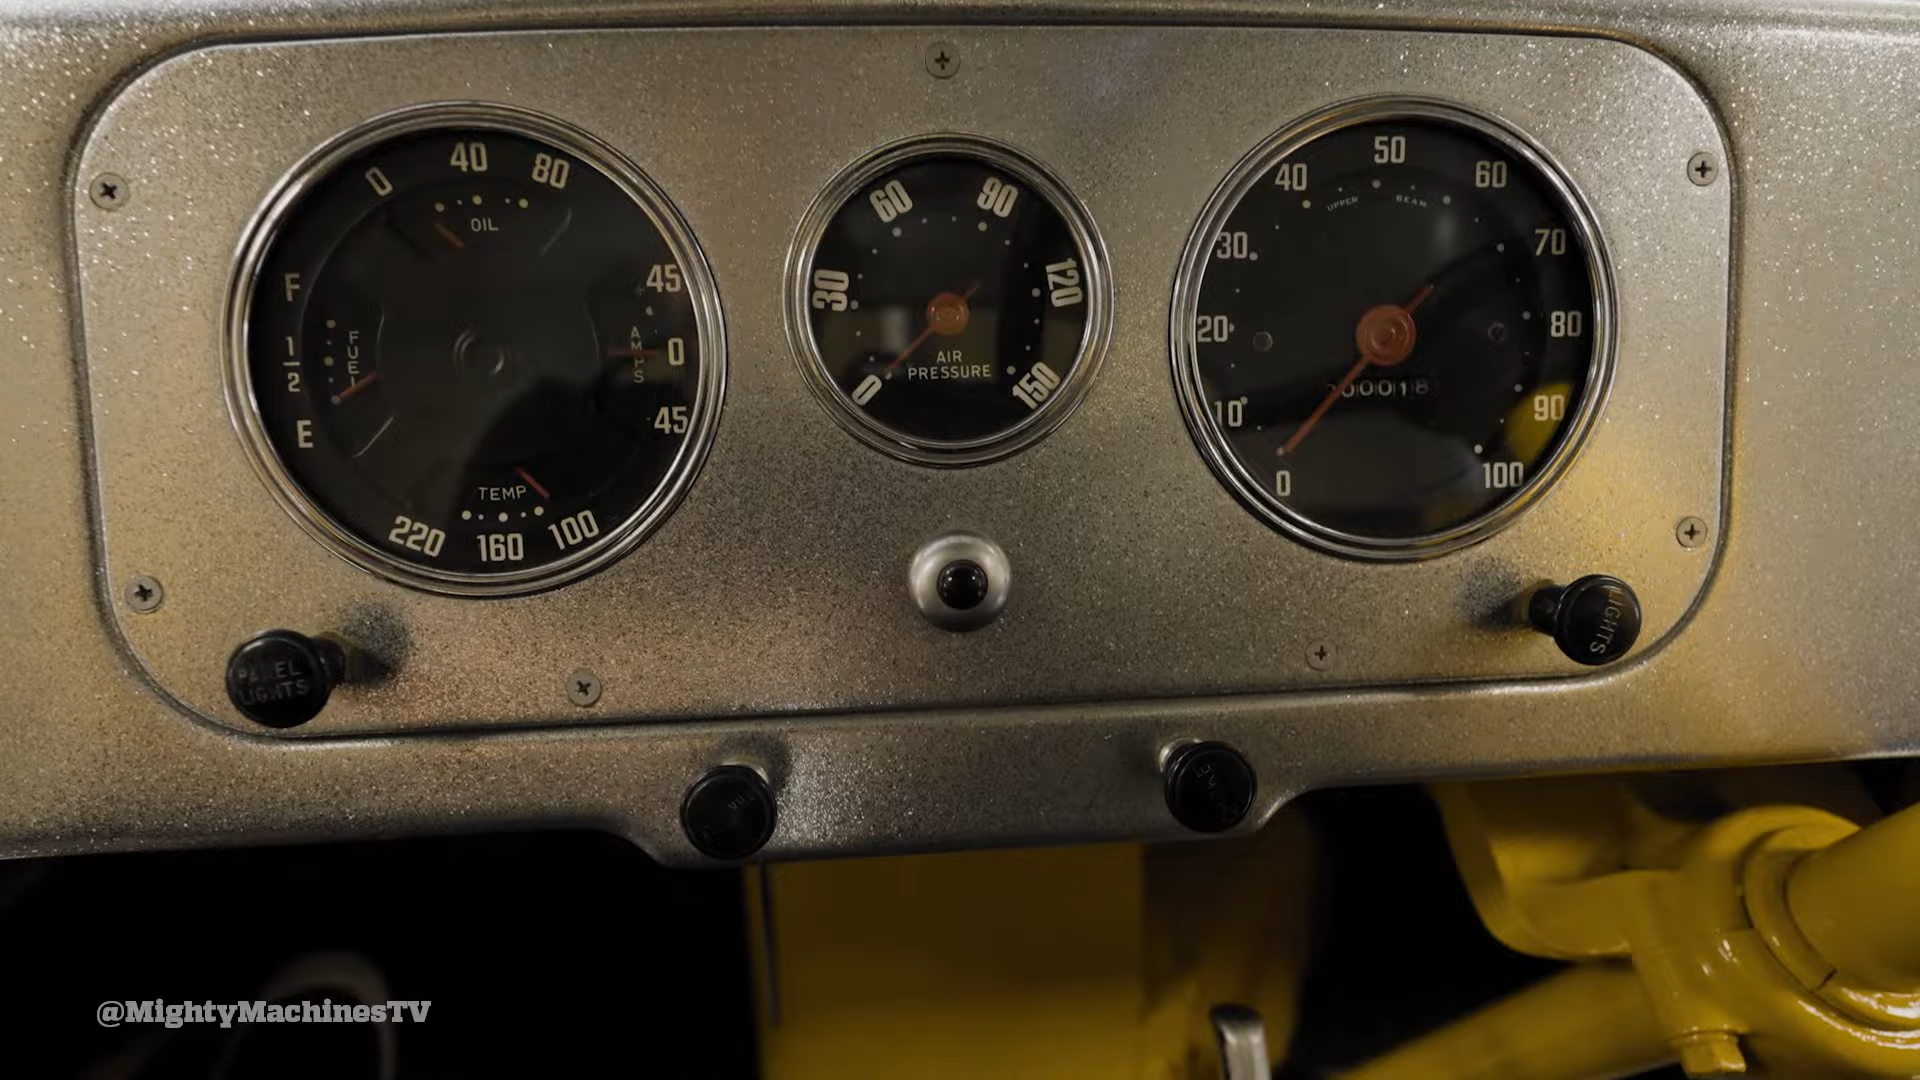 0 40 80
OIL
F
1/2
E
FUEL
45
0
45
AMPS
TEMP
220 160 100
0 30 60 90 120 150
AIR
PRESSURE
0 10 20 30 40 50 60 70 80 90 100
UPPER BEAM
00018
PANEL
LIGHTS
LIGHTS
@MightyMachinesTV